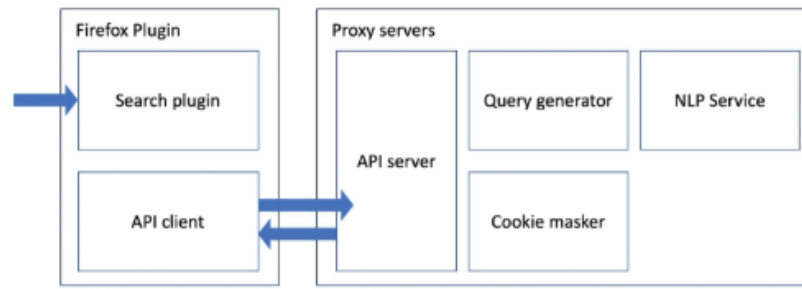 Firefox Plugin
Search plugin
API client
Proxy servers
API server
Query generator
NLP Service
Cookie masker